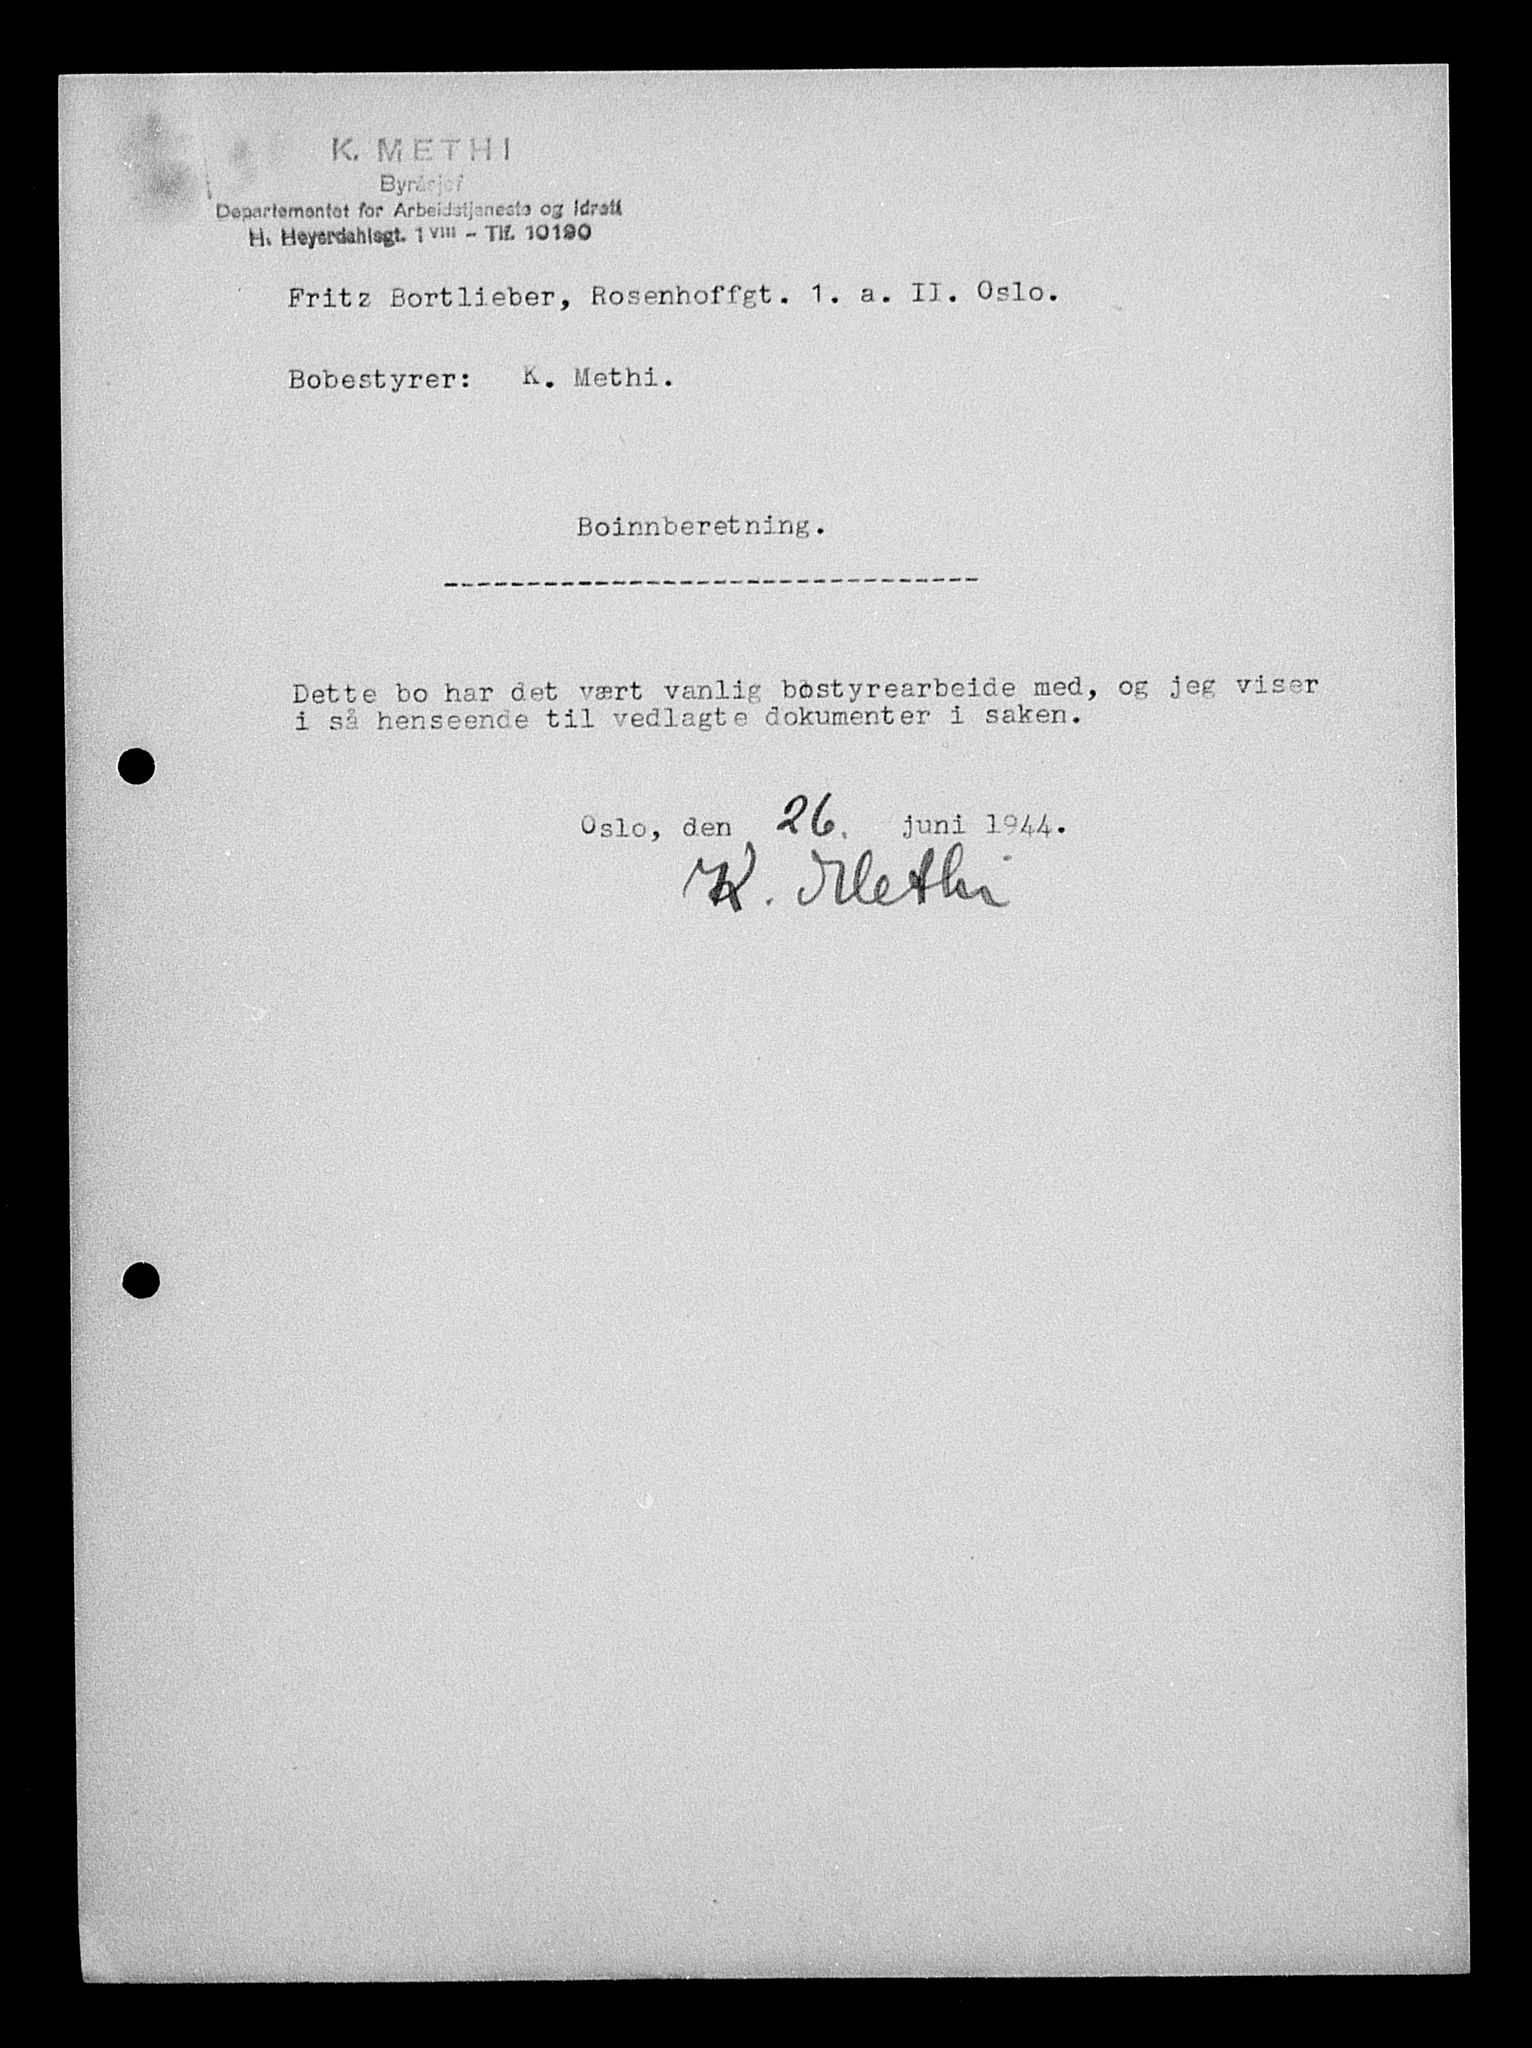 K. METHI
Byråsjef
Departementet for Arbeidstjeneste og Idrett
H. Heyerdahlsgt. 1 VIII - Tlf. 10190
Fritz Bortlieber, Rosenhoffgt. 1. a. II. Oslo.
Bobestyrer: K. Methi.
Boinnberetning.
--------------------------------
Dette bo har det vært vanlig bostyrearbeide med, og jeg viser
i så henseende til vedlagte dokumenter i saken.
Oslo, den 26. juni 1944.
K. Methi